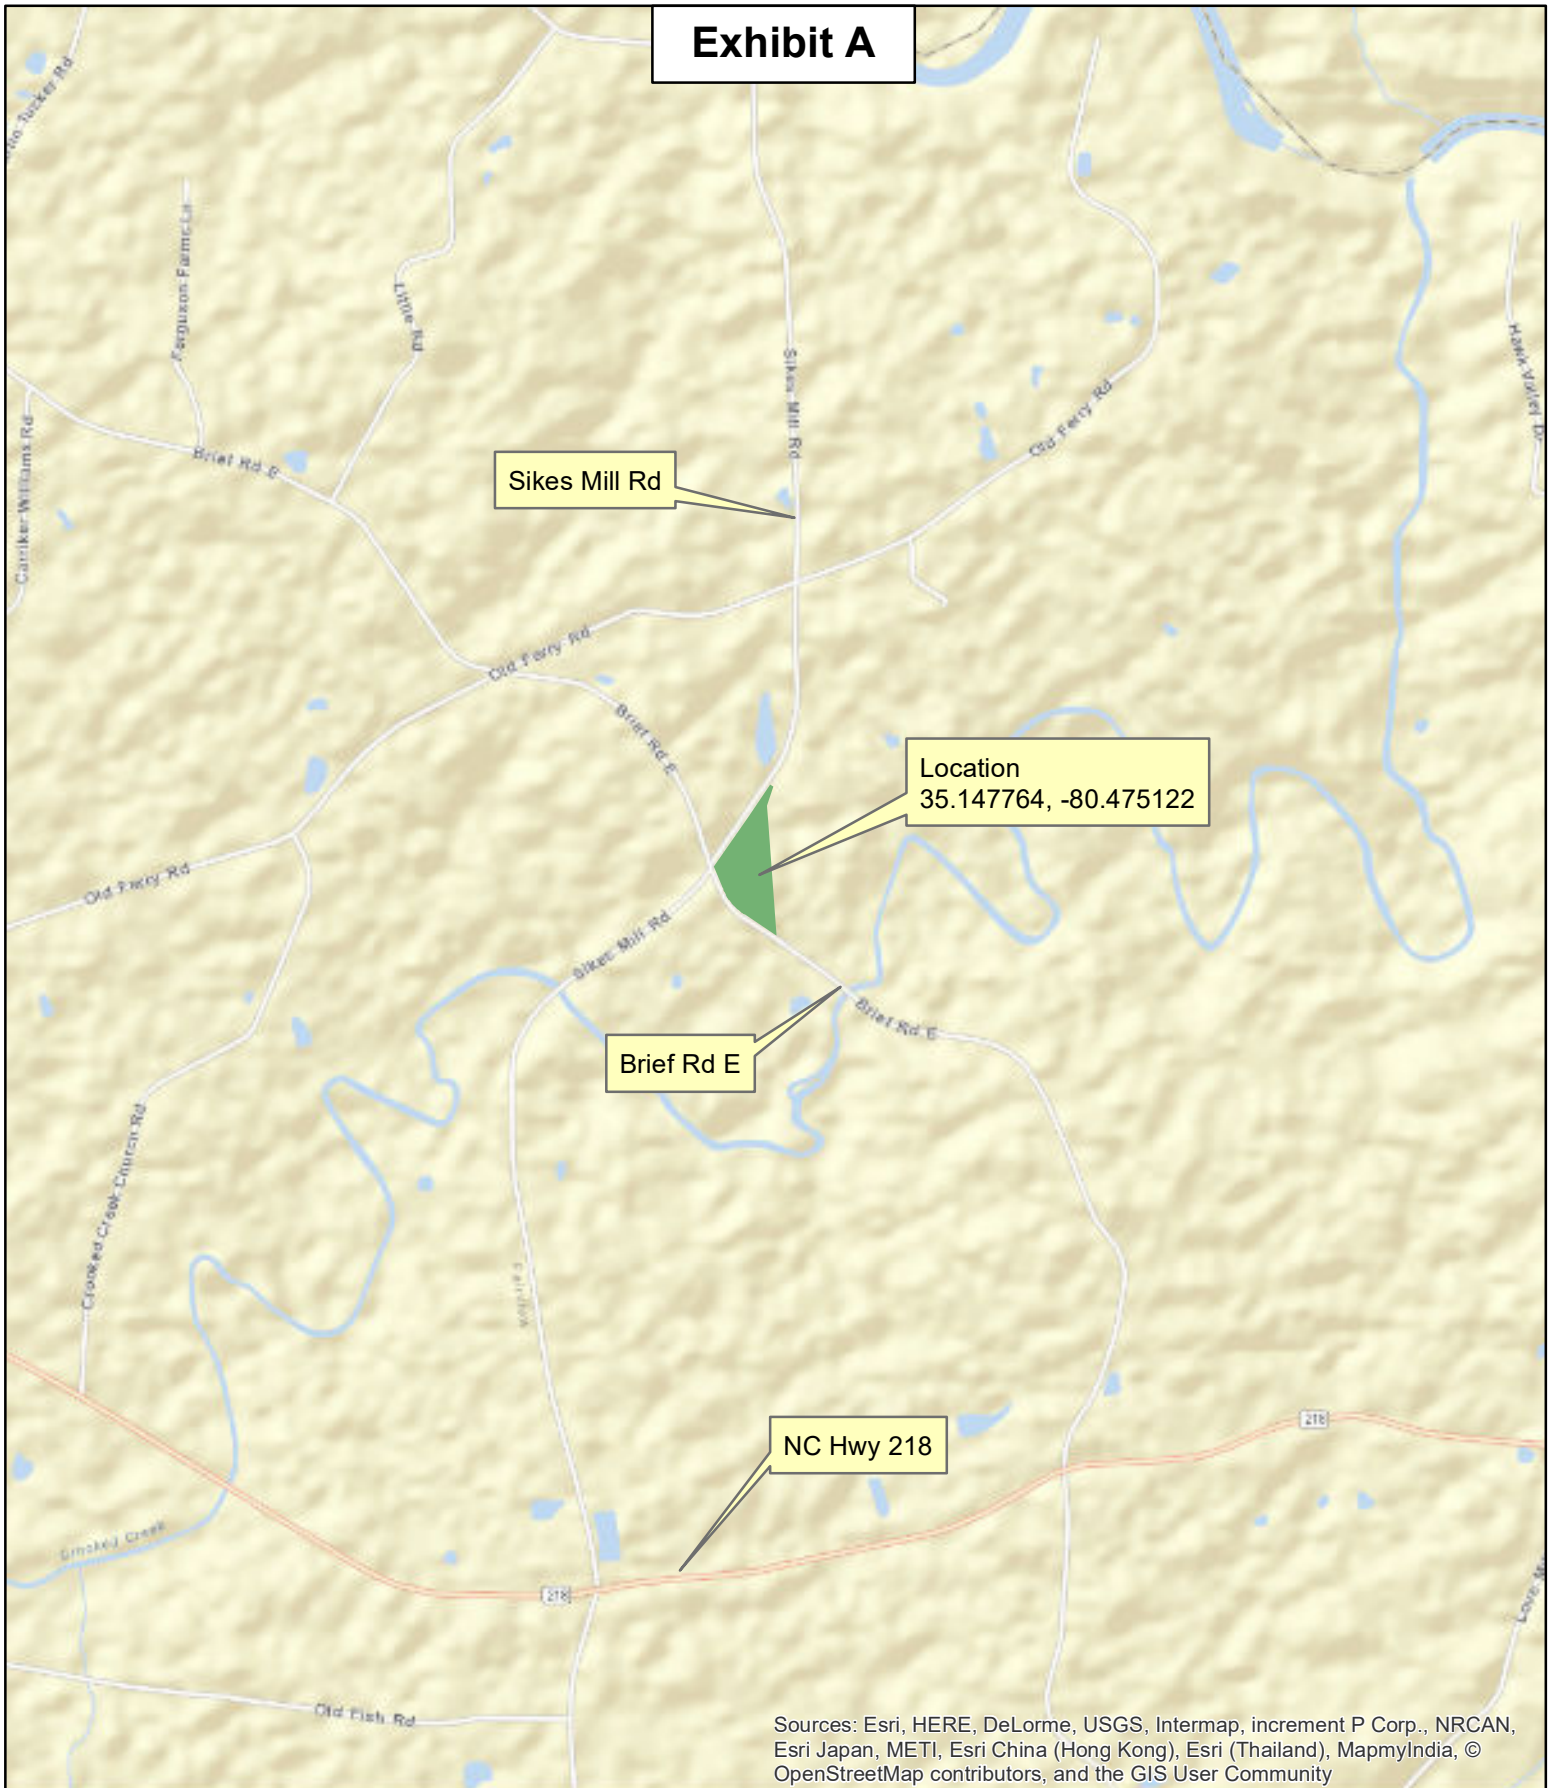 Exhibit A
Ferguson Farms Ln
Little Rd
Sikes Mill Rd
Old Ferry Rd
Hawk Valley Dr
Carriker Williams Rd
Brief Rd E
Sikes Mill Rd
Old Ferry Rd
Brief Rd E
Location
35.147764, -80.475122
Old Ferry Rd
Sikes Mill Rd
Brief Rd E
Brief Rd E
Crooked Creek Church Rd
Fairview
NC Hwy 218
218
Crooked Creek
218
Old Fish Rd
Sources: Esri, HERE, DeLorme, USGS, Intermap, increment P Corp., NRCAN,
Esri Japan, METI, Esri China (Hong Kong), Esri (Thailand), MapmyIndia, ©
OpenStreetMap contributors, and the GIS User Community